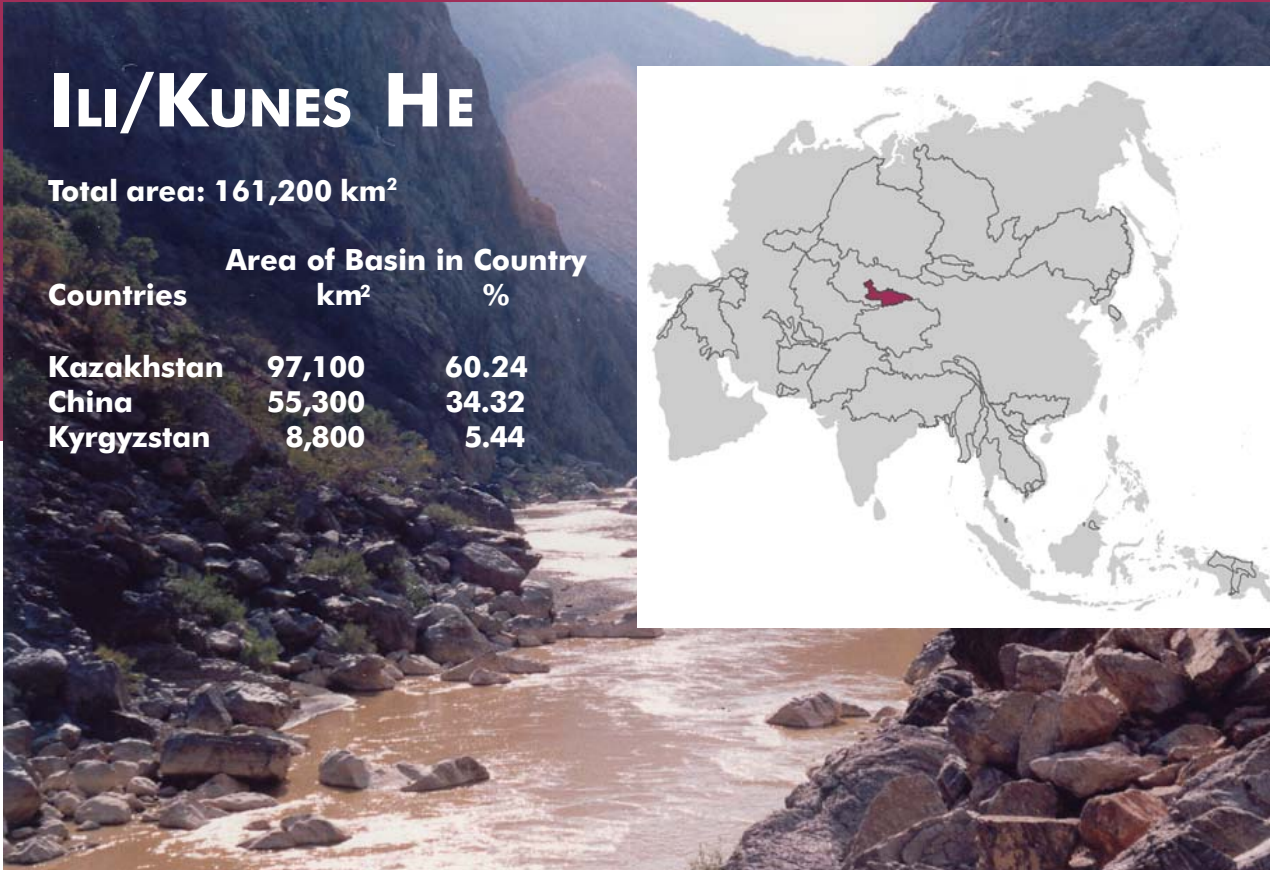 ILI/KUNES HE
Total area: 161,200 km²
Area of Basin in Country
Countries km² %
Kazakhstan 97,100 60.24
China 55,300 34.32
Kyrgyzstan 8,800 5.44